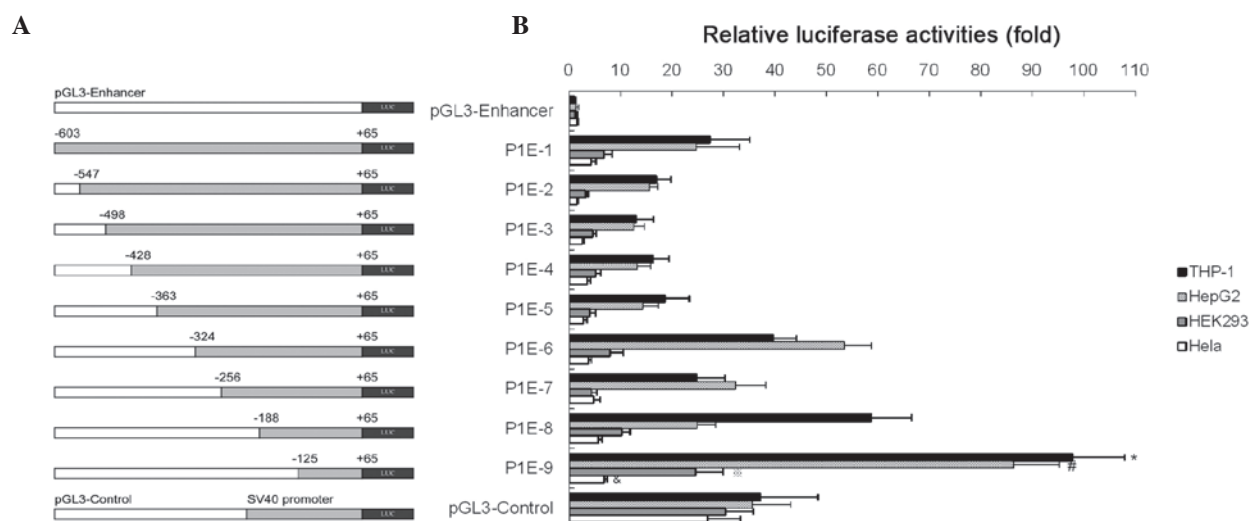 A
pGL3-Enhancer
LUC
-603 +65
LUC
-547 +65
LUC
-498 +65
LUC
-428 +65
LUC
-363 +65
LUC
-324 +65
LUC
-256 +65
LUC
-188 +65
LUC
-125 +65
LUC
pGL3-Control SV40 promoter
LUC
B
Relative luciferase activities (fold)
0 10 20 30 40 50 60 70 80 90 100 110
pGL3-Enhancer
P1E-1
P1E-2
P1E-3
P1E-4
P1E-5
P1E-6
P1E-7
P1E-8
P1E-9
*
#
※
&
pGL3-Control
THP-1
HepG2
HEK293
Hela